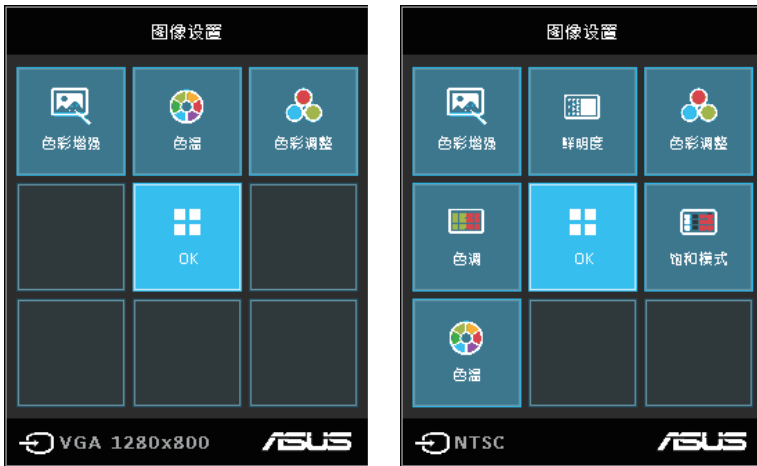 图像设置
色彩增强 色温 色彩调整
OK
VGA 1280x800 ASUS
图像设置
色彩增强 鲜明度 色彩调整
色调 OK 饱和模式
色温
NTSC ASUS